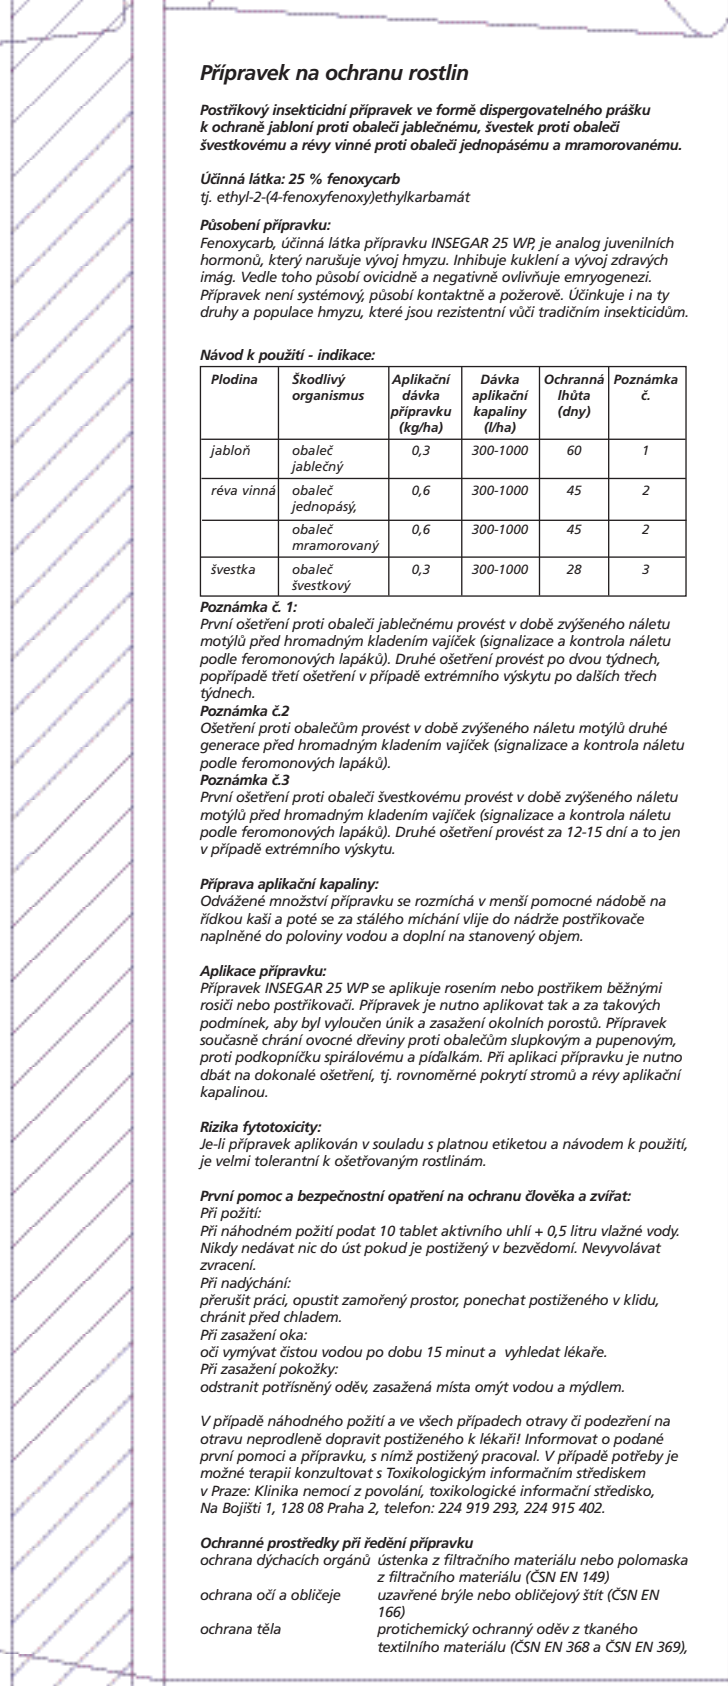 Přípravek na ochranu rostlin
Postřikový insekticidní přípravek ve formě dispergovatelného prášku
k ochraně jabloni proti obaleči jablečnému, švestek proti obaleči
švestkovému a révy vinné proti obaleči jednopásému a mramorovanému.
Účinná látka: 25 % fenoxycarb
tj. ethyl-2-(4-fenoxyfenoxy)ethylkarbamát
Působení přípravku:
Fenoxycarb, účinná látka přípravku INSEGAR 25 WP, je analog juvenilních
hormonů, který narušuje vývoj hmyzu. Inhibuje kuklení a vývoj zdravých
imág. Vedle toho působí ovicidně a negativně ovlivňuje emryogenezi.
Přípravek není systémový, působí kontaktně a požerově. Účinkuje i na ty
druhy a populace hmyzu, které jsou rezistentní vůči tradičním insekticidům.
Návod k použití - indikace:
Plodina Škodlivý Aplikační Dávka Ochranná Poznámka
organismus dávka aplikační lhůta č.
přípravku kapaliny (dny)
(kg/ha) (l/ha)
jabloň obaleč 0,3 300-1000 60 1
jablečný
réva vinná obaleč 0,6 300-1000 45 2
jednopásý,
obaleč 0,6 300-1000 45 2
mramorovaný
švestka obaleč 0,3 300-1000 28 3
švestkový
Poznámka č. 1:
První ošetření proti obaleči jablečnému provést v době zvýšeného náletu
motýlů před hromadným kladením vajíček (signalizace a kontrola náletu
podle feromonových lapáků). Druhé ošetření provést po dvou týdnech,
popřípadě třetí ošetření v případě extrémního výskytu po dalších třech
týdnech.
Poznámka č.2
Ošetření proti obalečům provést v době zvýšeného náletu motýlů druhé
generace před hromadným kladením vajíček (signalizace a kontrola náletu
podle feromonových lapáků).
Poznámka č.3
První ošetření proti obaleči švestkovému provést v době zvýšeného náletu
motýlů před hromadným kladením vajíček (signalizace a kontrola náletu
podle feromonových lapáků). Druhé ošetření provést za 12-15 dní a to jen
v případě extrémního výskytu.
Příprava aplikační kapaliny:
Odvážené množství přípravku se rozmíchá v menší pomocné nádobě na
řídkou kaši a poté se za stálého míchání vlije do nádrže postřikovače
naplněné do poloviny vodou a doplní na stanovený objem.
Aplikace přípravku:
Přípravek INSEGAR 25 WP se aplikuje rosením nebo postřikem běžnými
rosiči nebo postřikovači. Přípravek je nutno aplikovat tak a za takových
podmínek, aby byl vyloučen únik a zasažení okolních porostů. Přípravek
současně chrání ovocné dřeviny proti obalečům slupkovým a pupenovým,
proti podkopníčku spirálovému a píďalkám. Při aplikaci přípravku je nutno
dbát na dokonalé ošetření, tj. rovnoměrné pokrytí stromů a révy aplikační
kapalinou.
Rizika fytotoxicity:
Je-li přípravek aplikován v souladu s platnou etiketou a návodem k použití,
je velmi tolerantní k ošetřovaným rostlinám.
První pomoc a bezpečnostní opatření na ochranu člověka a zvířat:
Při požití:
Při náhodném požití podat 10 tablet aktivního uhlí + 0,5 litru vlažné vody.
Nikdy nedávat nic do úst pokud je postižený v bezvědomí. Nevyvolávat
zvracení.
Při nadýchání:
přerušit práci, opustit zamořený prostor, ponechat postiženého v klidu,
chránit před chladem.
Při zasažení oka:
oči vymývat čistou vodou po dobu 15 minut a vyhledat lékaře.
Při zasažení pokožky:
odstranit potřísněný oděv, zasažená místa omýt vodou a mýdlem.
V případě náhodného požití a ve všech případech otravy či podezření na
otravu neprodleně dopravit postiženého k lékaři! Informovat o podané
první pomoci a přípravku, s nímž postižený pracoval. V případě potřeby je
možné terapii konzultovat s Toxikologickým informačním střediskem
v Praze: Klinika nemocí z povolání, toxikologické informační středisko,
Na Bojišti 1, 128 08 Praha 2, telefon: 224 919 293, 224 915 402.
Ochranné prostředky při ředění přípravku
ochrana dýchacích orgánů ústenka z filtračního materiálu nebo polomaska
z filtračního materiálu (ČSN EN 149)
ochrana očí a obličeje uzavřené brýle nebo obličejový štít (ČSN EN
166)
ochrana těla protichemický ochranný oděv z tkaného
textilního materiálu (ČSN EN 368 a ČSN EN 369),